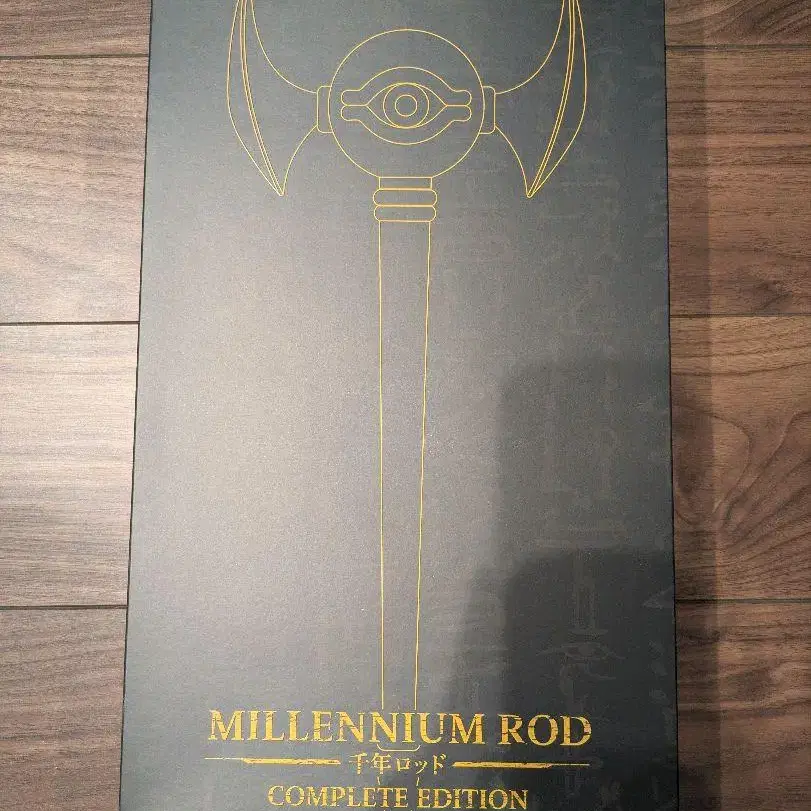 MILLENNIUM ROD
千年ロッド
COMPLETE EDITION